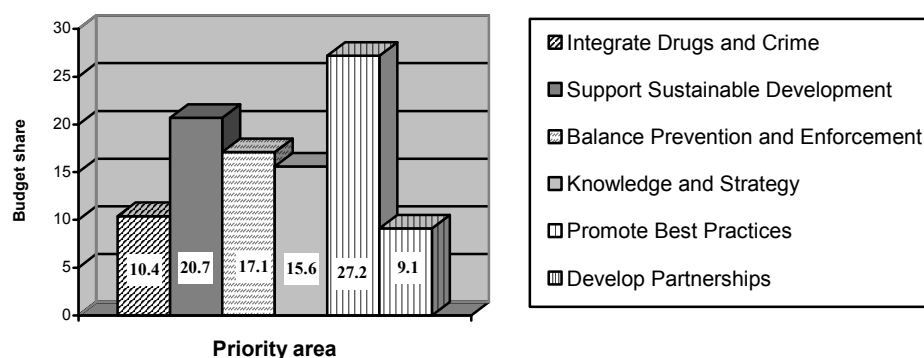 30
25
20
15
10
5
0
Budget share
10.4
20.7
17.1
15.6
27.2
9.1
Priority area
Integrate Drugs and Crime
Support Sustainable Development
Balance Prevention and Enforcement
Knowledge and Strategy
Promote Best Practices
Develop Partnerships